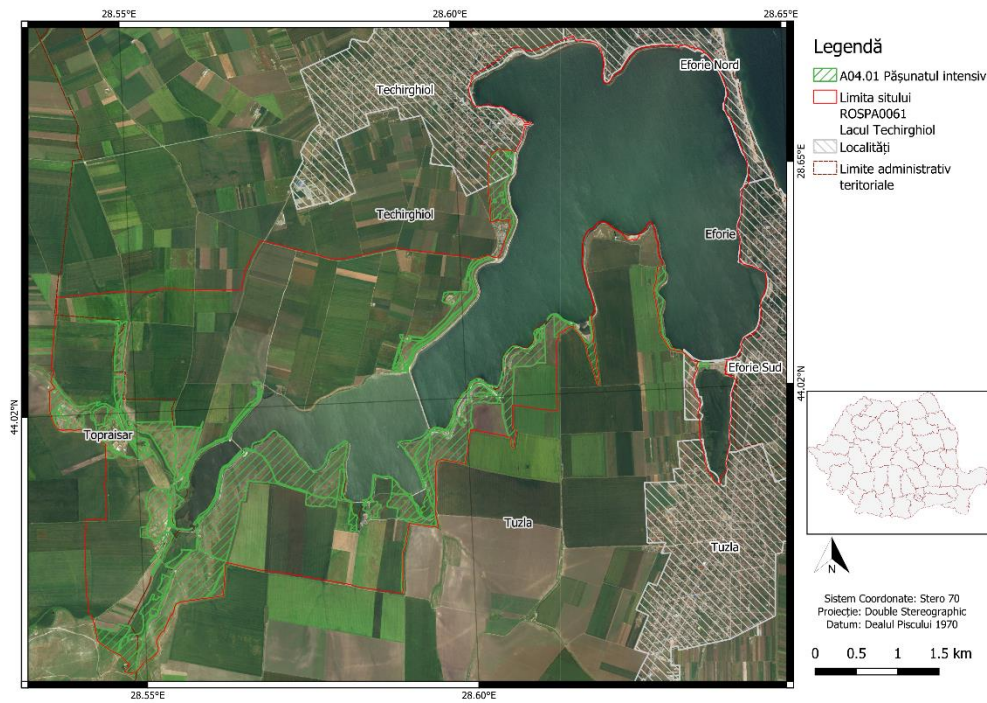 28.55°E
28.60°E
28.65°E
Legendă
A04.01 Pășunatul intensiv
Limita sitului
ROSPA0061
Lacul Techirghiol
Localități
Limite administrativ
teritoriale
Eforie Nord
Techirghiol
28.65°E
Techirghiol
Eforie
Eforie Sud
44.02°N
44.02°N
Topraisar
Tuzla
Tuzla
N
Sistem Coordonate: Stero 70
Proiecție: Double Stereographic
Datum: Dealul Piscului 1970
0 0.5 1 1.5 km
28.55°E
28.60°E